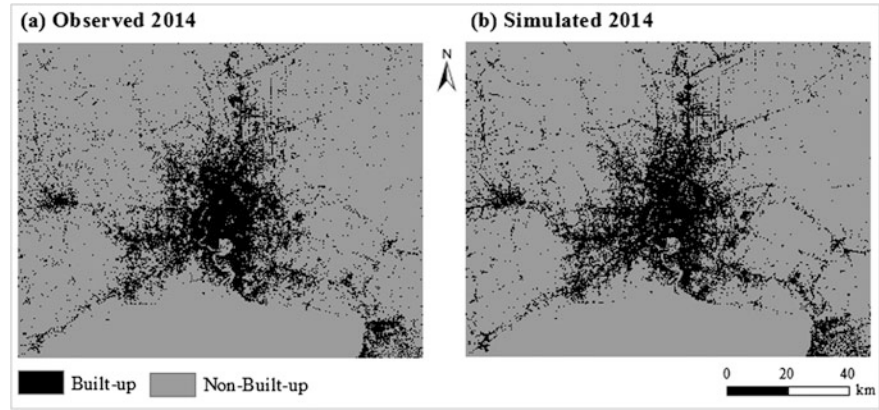 (a) Observed 2014
(b) Simulated 2014
N
Built-up
Non-Built-up
0 20 40
km